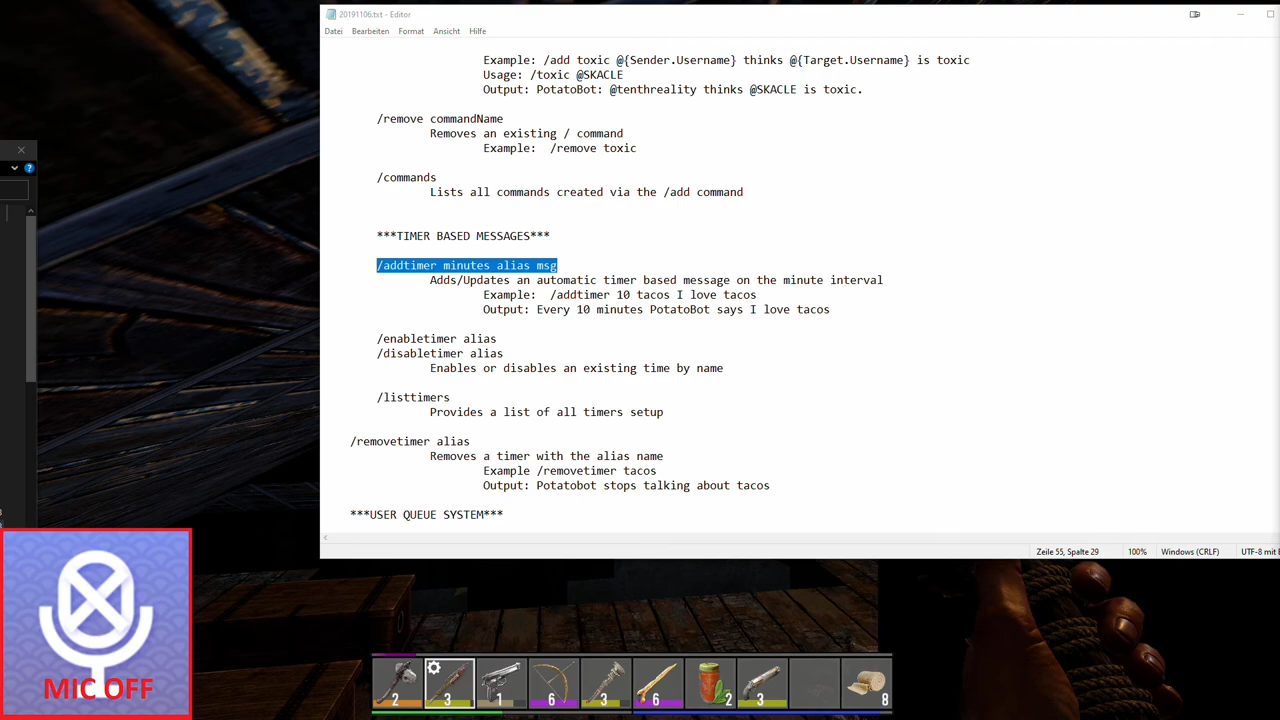 20191106.txt - Editor
Datei Bearbeiten Format Ansicht Hilfe
Example: /add toxic @{Sender.Username} thinks @{Target.Username} is toxic
Usage: /toxic @SKACLE
Output: PotatoBot: @tenthreality thinks @SKACLE is toxic.
/remove commandName
Removes an existing / command
Example: /remove toxic
/commands
Lists all commands created via the /add command
***TIMER BASED MESSAGES***
/addtimer minutes alias msg
Adds/Updates an automatic timer based message on the minute interval
Example: /addtimer 10 tacos I love tacos
Output: Every 10 minutes PotatoBot says I love tacos
/enabletimer alias
/disabletimer alias
Enables or disables an existing time by name
/listtimers
Provides a list of all timers setup
/removetimer alias
Removes a timer with the alias name
Example /removetimer tacos
Output: Potatobot stops talking about tacos
***USER QUEUE SYSTEM***
Zeile 55, Spalte 29 100% Windows (CRLF) UTF-8 mit
MIC OFF
2 3 1 6 3 6 2 3 8